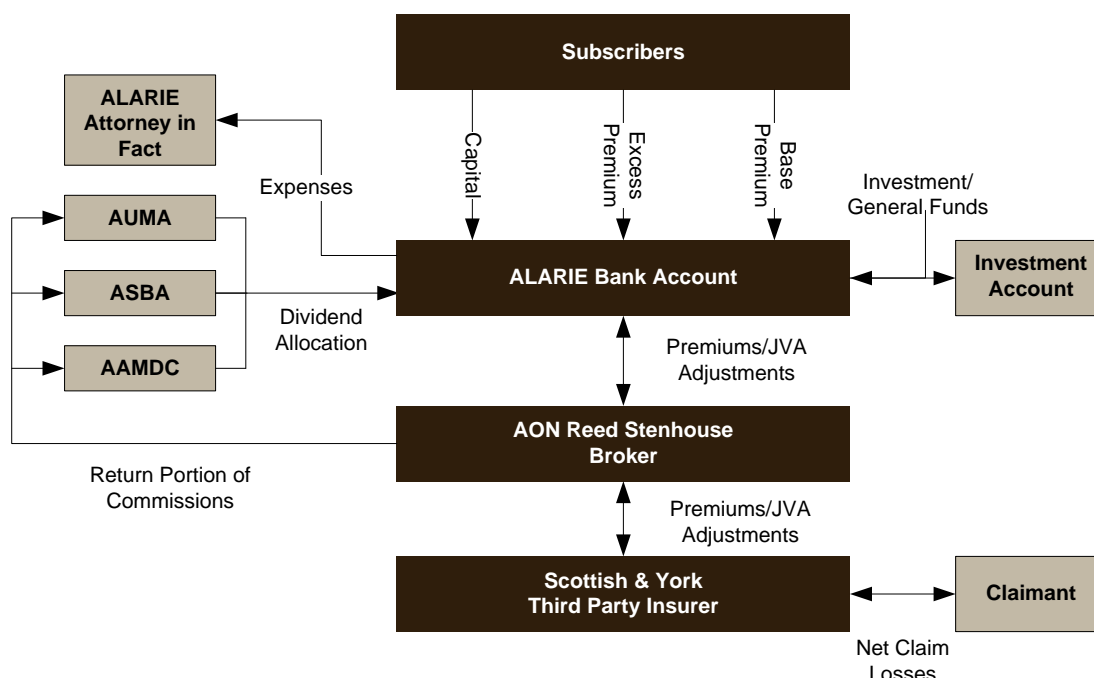 Subscribers
ALARIE
Attorney in
Fact
Capital
Excess
Premium
Base
Premium
Expenses
Investment/
General Funds
AUMA
ALARIE Bank Account
Investment
Account
ASBA
Dividend
Allocation
AAMDC
Premiums/JVA
Adjustments
AON Reed Stenhouse
Broker
Return Portion of
Commissions
Premiums/JVA
Adjustments
Scottish & York
Third Party Insurer
Claimant
Net Claim
Losses